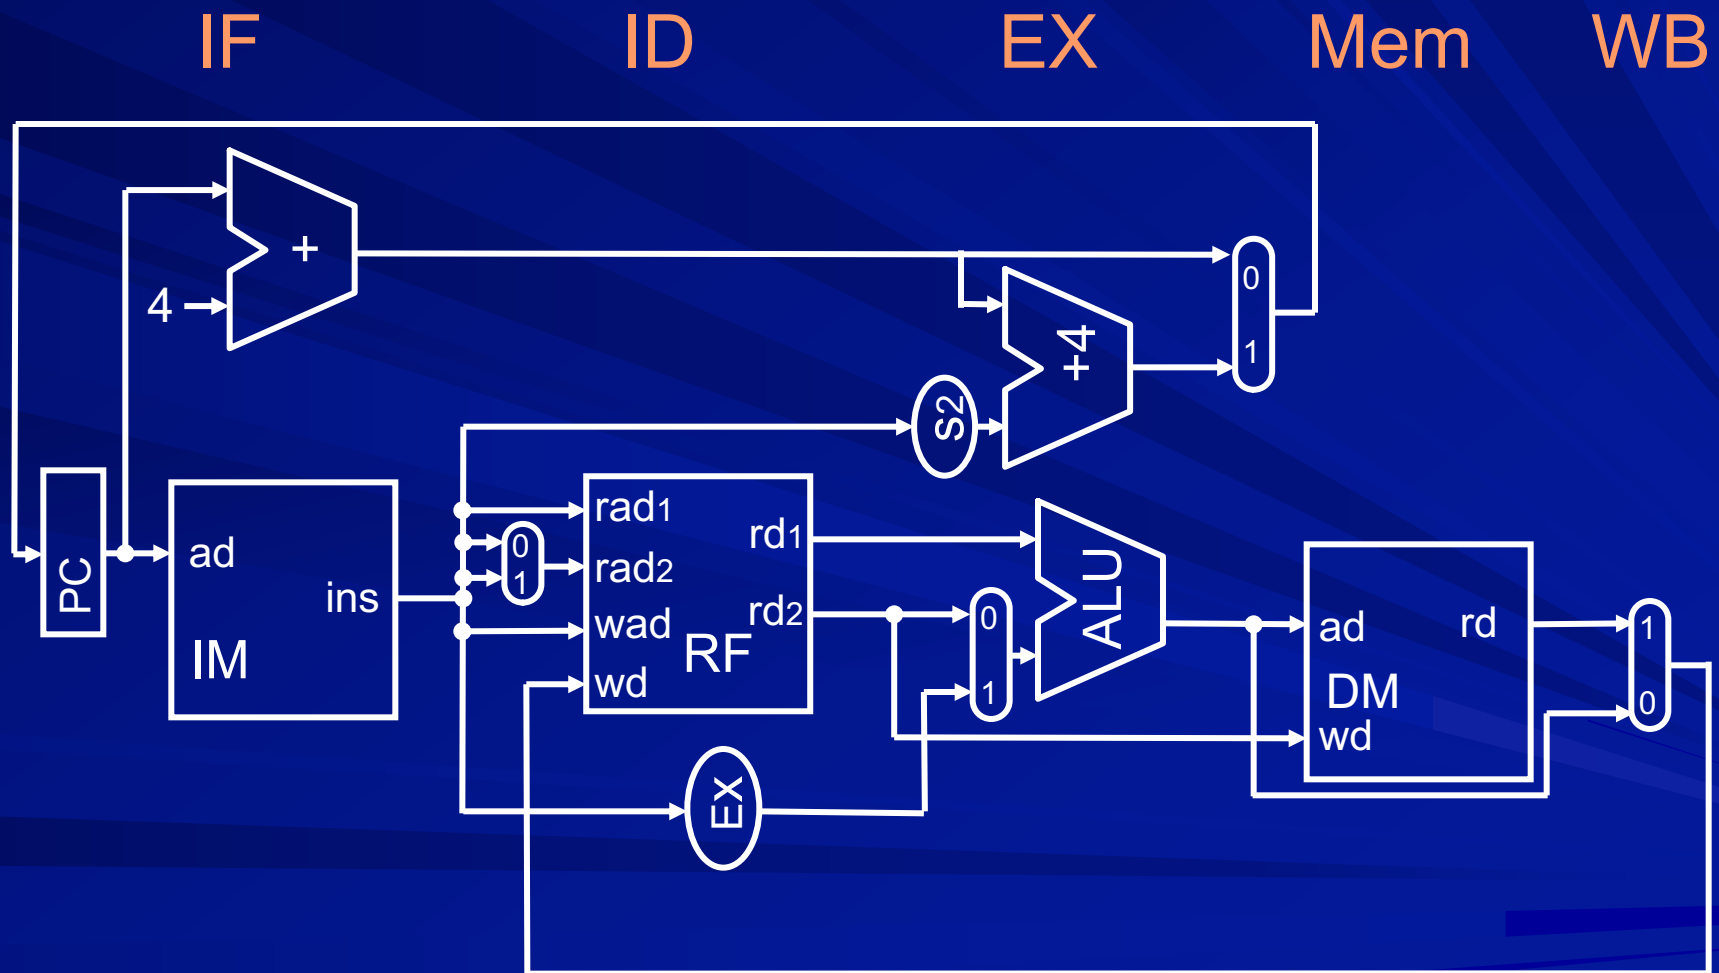 IF ID EX Mem WB
+
4
0
+4
1
s2
PC
ad
ins
IM
0
1
rad1
rad2
wad
wd
rd1
rd2
RF
0
1
ALU
ad
rd
DM
wd
1
0
EX